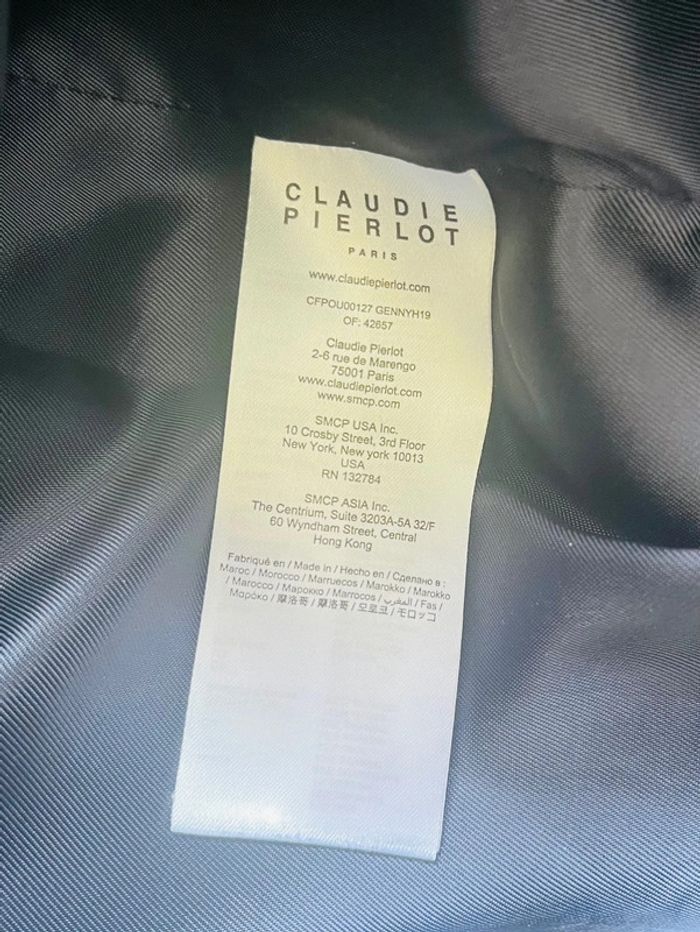 CLAUDIE
PIERLOT
PARIS
www.claudiepierlot.com
CFPOU00127 GENNYH19
OF: 42657
Claudie Pierlot
2-6 rue de Marengo
75001 Paris
www.claudiepierlot.com
www.smcp.com
SMCP USA Inc.
10 Crosby Street, 3rd Floor
New York, New york 10013
USA
RN 132784
SMCP ASIA Inc.
The Centrium, Suite 3203A-5A 32/F
60 Wyndham Street, Central
Hong Kong
Fabriqué en / Made in / Hecho en / Сделано в :
Maroc / Morocco / Marruecos / Marokko / Marokko
/ Marocco / Марокко / Marrocos / المغرب / Fas /
Μαρόκο / 摩洛哥 / 摩洛哥 / 모로코 / モロッコ